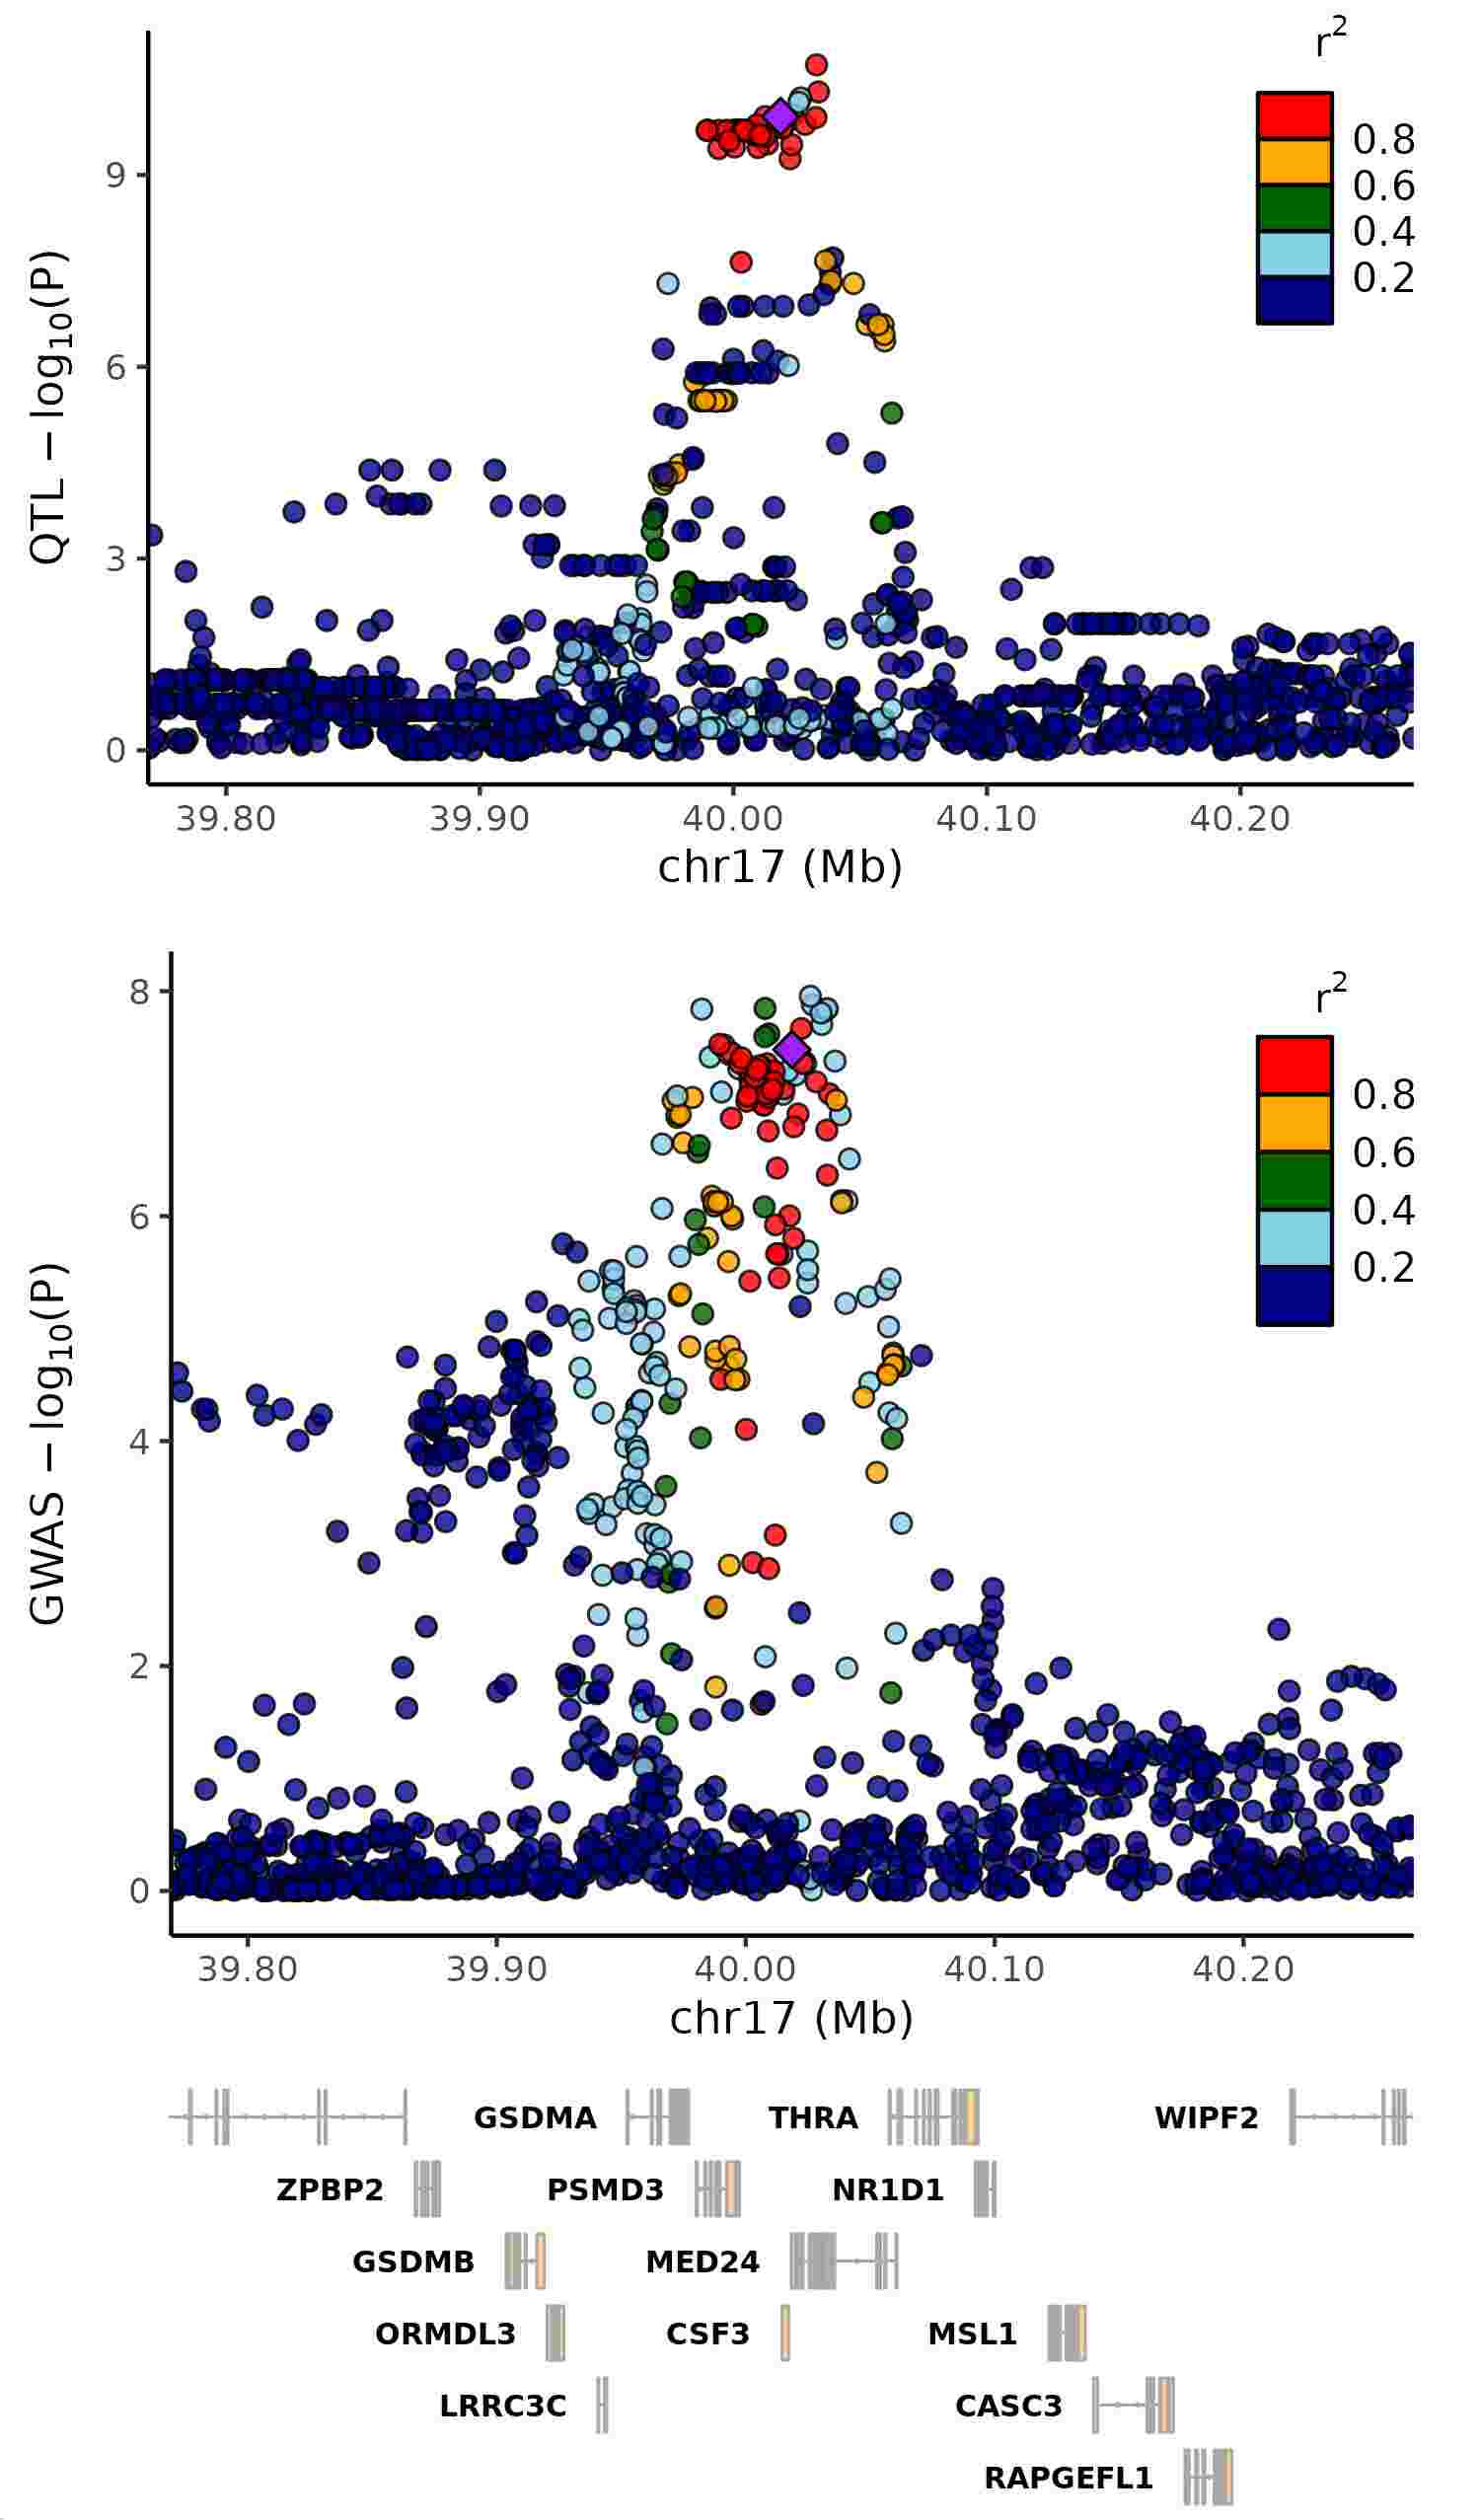 r²
0.8
0.6
0.4
0.2
QTL − log₁₀(P)
9
6
3
0
39.80 39.90 40.00 40.10 40.20
chr17 (Mb)
r²
0.8
0.6
0.4
0.2
GWAS − log₁₀(P)
8
6
4
2
0
39.80 39.90 40.00 40.10 40.20
chr17 (Mb)
GSDMA THRA WIPF2
ZPBP2 PSMD3 NR1D1
GSDMB MED24
ORMDL3 CSF3 MSL1
LRRC3C CASC3
RAPGEFL1